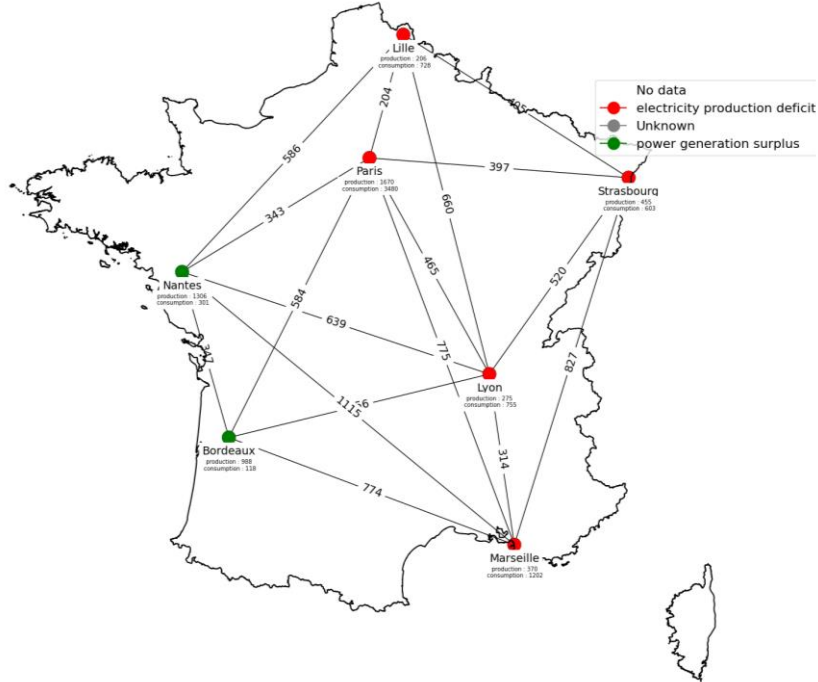 Lille
production : 206
consumption : 728
204
495
No data
electricity production deficit
Unknown
power generation surplus
586
397
Paris
production : 1670
consumption : 3480
Strasbourg
production : 455
consumption : 603
660
343
465
520
Nantes
production : 1306
consumption : 301
584
639
775
827
347
Lyon
production : 275
consumption : 755
1115
Bordeaux
production : 988
consumption : 118
314
774
Marseille
production : 370
consumption : 1202